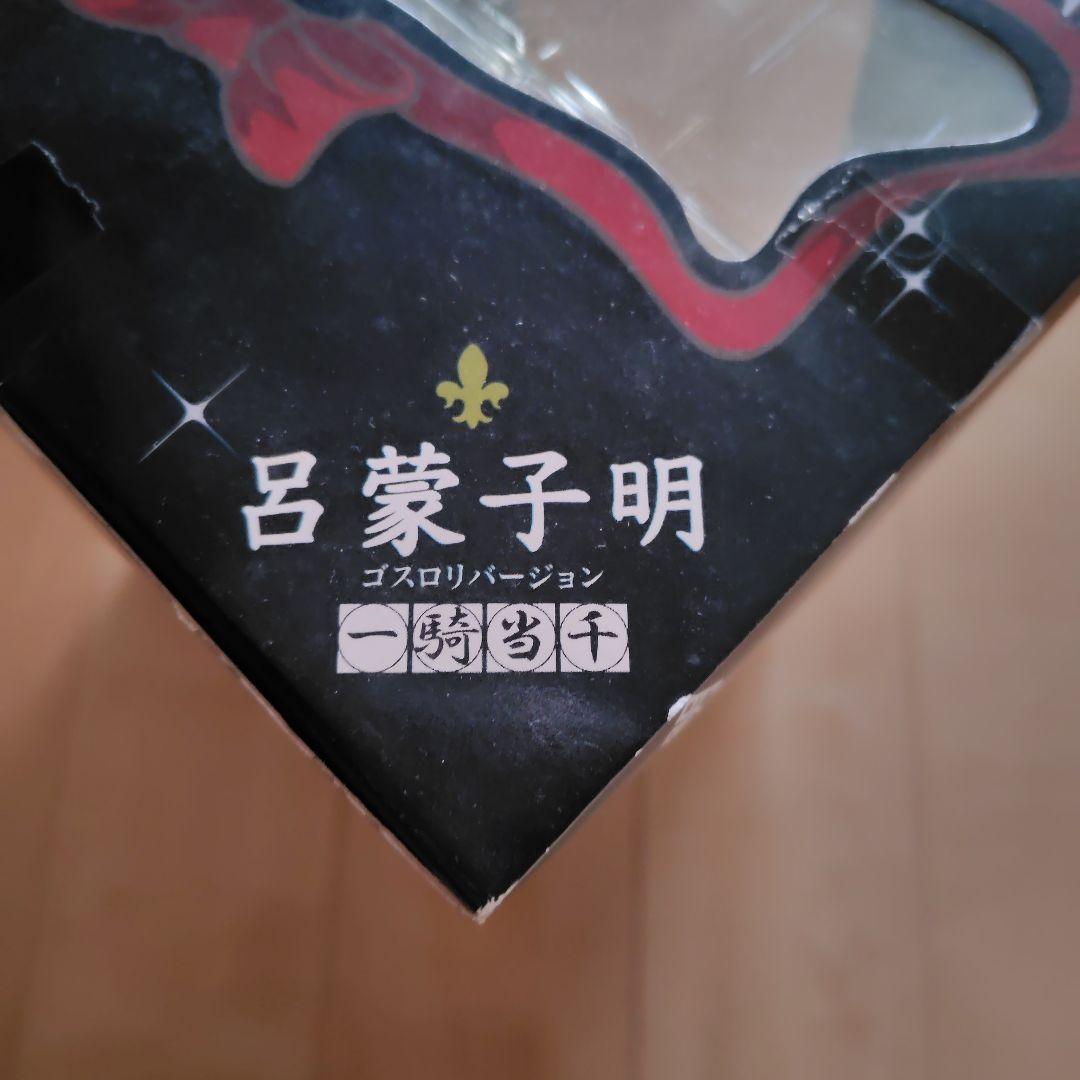 呂蒙子明
ゴスロリバージョン
一騎当千